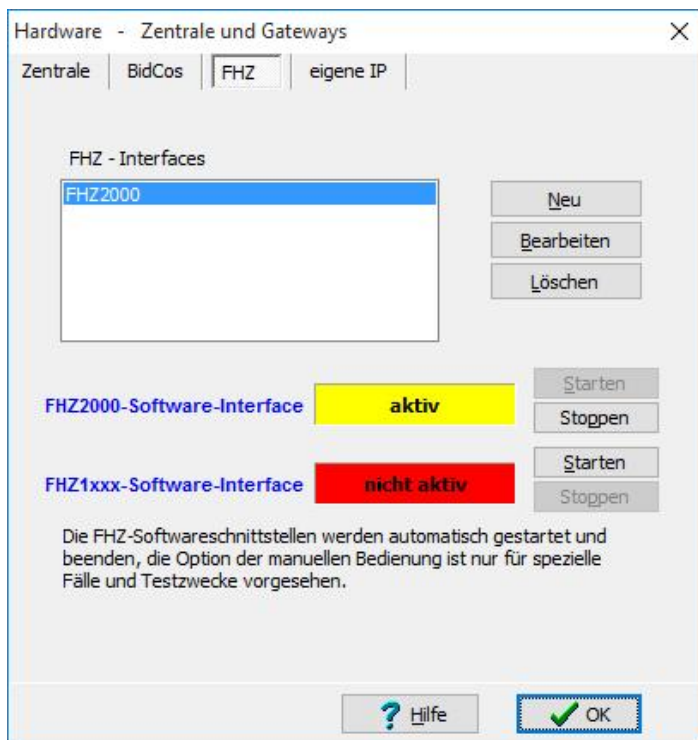 Hardware - Zentrale und Gateways
Zentrale BidCos FHZ eigene IP
FHZ - Interfaces
FHZ2000
Neu
Bearbeiten
Löschen
FHZ2000-Software-Interface aktiv
Starten
Stoppen
FHZ1xxx-Software-Interface nicht aktiv
Starten
Stoppen
Die FHZ-Softwareschnittstellen werden automatisch gestartet und
beenden, die Option der manuellen Bedienung ist nur für spezielle
Fälle und Testzwecke vorgesehen.
Hilfe OK